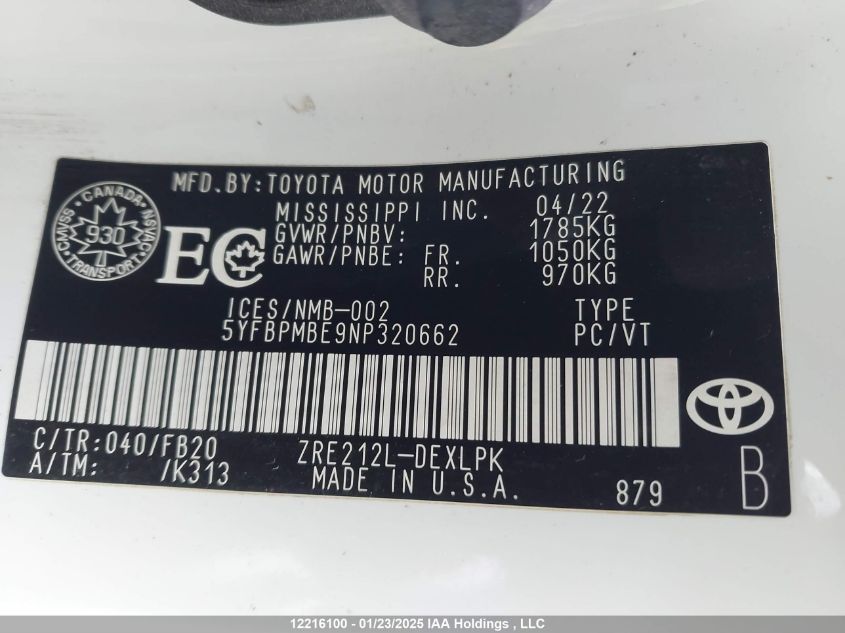 MFD.BY:TOYOTA MOTOR MANUFACTURING
MISSISSIPPI INC. 04/22
GVWR/PNBV: 1785KG
GAWR/PNBE: FR. 1050KG
RR. 970KG
CANADA
CMVSS 930 NSVAC
TRANSPORT
EC
ICES/NMB-002 TYPE
5YFBPMBE9NP320662 PC/VT
C/TR:040/FB20 ZRE212L-DEXLPK
A/TM: /K313 MADE IN U.S.A. 879 B
12216100 - 01/23/2025 IAA Holdings , LLC